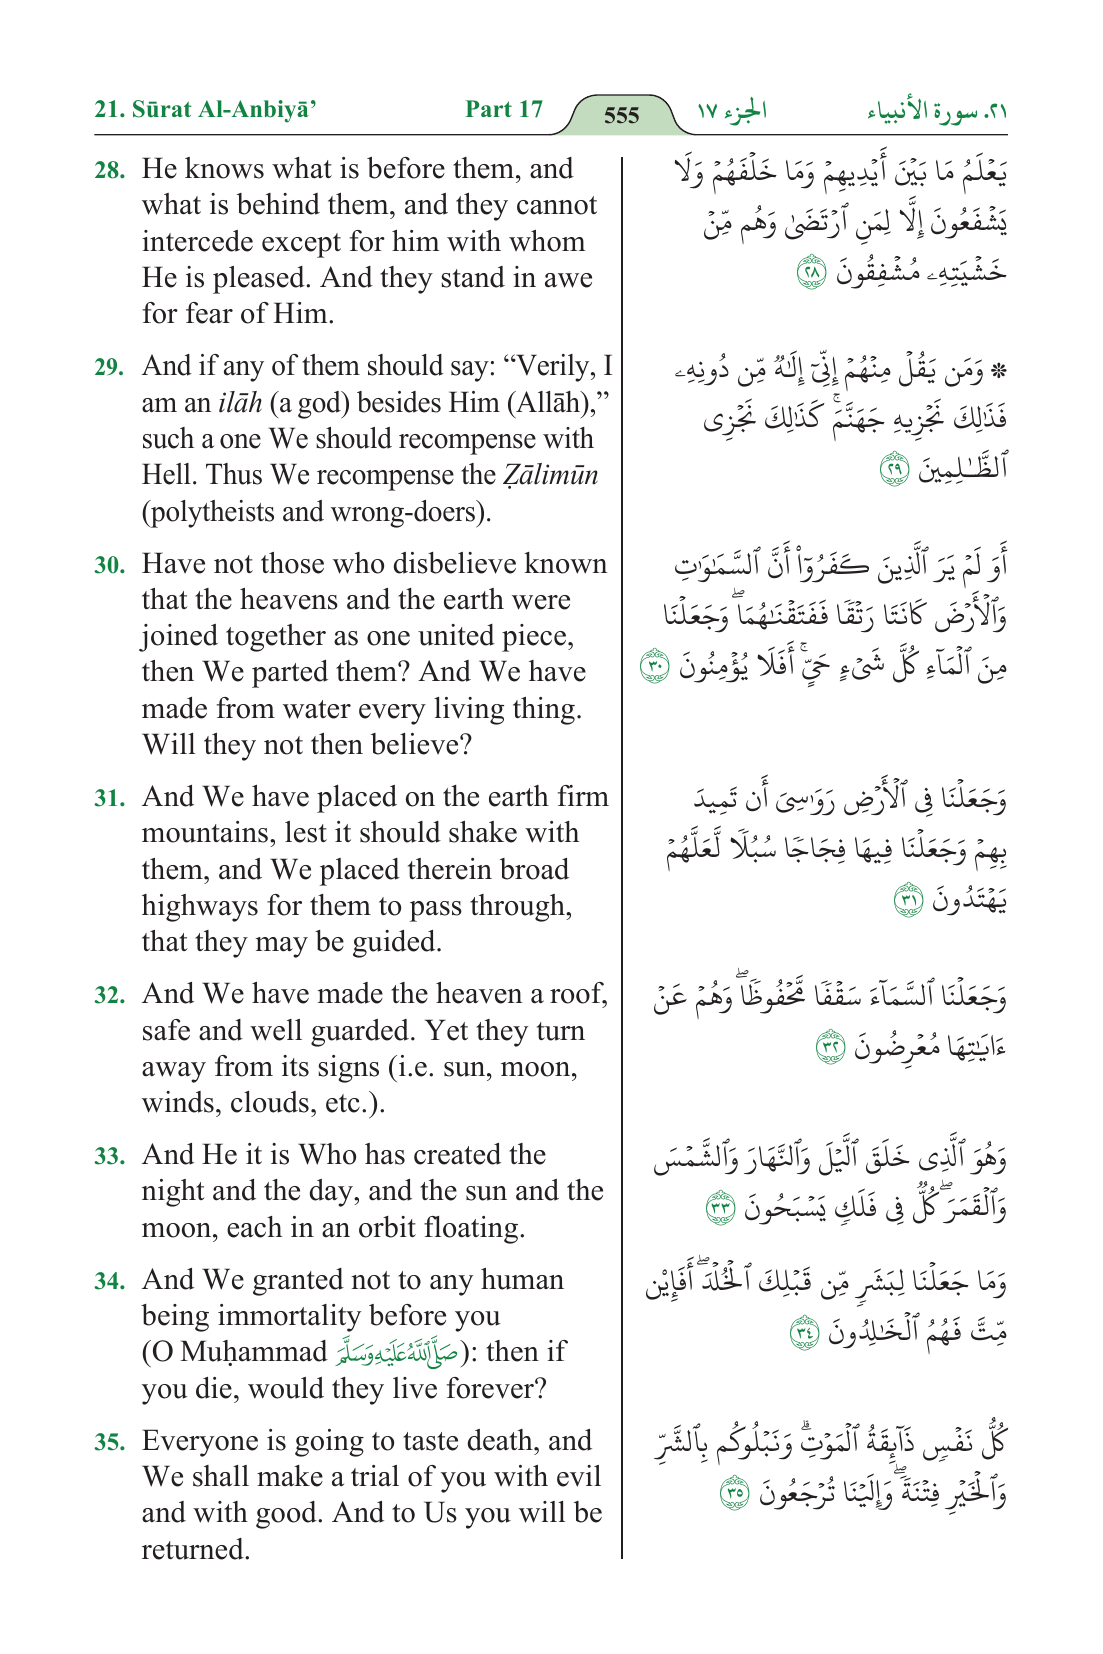 21. Sūrat Al-Anbiyā’ Part 17 555 الجزء ١٧ ٢١. سورة الأنبياء
28. He knows what is before them, and
what is behind them, and they cannot
intercede except for him with whom
He is pleased. And they stand in awe
for fear of Him.
29. And if any of them should say: “Verily, I
am an ilāh (a god) besides Him (Allāh),”
such a one We should recompense with
Hell. Thus We recompense the Ẓālimūn
(polytheists and wrong-doers).
30. Have not those who disbelieve known
that the heavens and the earth were
joined together as one united piece,
then We parted them? And We have
made from water every living thing.
Will they not then believe?
31. And We have placed on the earth firm
mountains, lest it should shake with
them, and We placed therein broad
highways for them to pass through,
that they may be guided.
32. And We have made the heaven a roof,
safe and well guarded. Yet they turn
away from its signs (i.e. sun, moon,
winds, clouds, etc.).
33. And He it is Who has created the
night and the day, and the sun and the
moon, each in an orbit floating.
34. And We granted not to any human
being immortality before you
(O Muḥammad صَلَّى ٱللَّهُ عَلَيْهِ وَسَلَّمَ): then if
you die, would they live forever?
35. Everyone is going to taste death, and
We shall make a trial of you with evil
and with good. And to Us you will be
returned.
يَعْلَمُ مَا بَيْنَ أَيْدِيهِمْ وَمَا خَلْفَهُمْ وَلَا
يَشْفَعُونَ إِلَّا لِمَنِ ٱرْتَضَىٰ وَهُم مِّنْ
خَشْيَتِهِۦ مُشْفِقُونَ ٢٨
۞ وَمَن يَقُلْ مِنْهُمْ إِنِّىٓ إِلَـٰهٌ مِّن دُونِهِۦ
فَذَٰلِكَ نَجْزِيهِ جَهَنَّمَ ۚ كَذَٰلِكَ نَجْزِى
ٱلظَّـٰلِمِينَ ٢٩
أَوَ لَمْ يَرَ ٱلَّذِينَ كَفَرُوٓا۟ أَنَّ ٱلسَّمَـٰوَٰتِ
وَٱلْأَرْضَ كَانَتَا رَتْقًا فَفَتَقْنَـٰهُمَا ۖ وَجَعَلْنَا
مِنَ ٱلْمَآءِ كُلَّ شَىْءٍ حَىٍّ ۚ أَفَلَا يُؤْمِنُونَ ٣٠
وَجَعَلْنَا فِى ٱلْأَرْضِ رَوَٰسِىَ أَن تَمِيدَ
بِهِمْ وَجَعَلْنَا فِيهَا فِجَاجًا سُبُلًا لَّعَلَّهُمْ
يَهْتَدُونَ ٣١
وَجَعَلْنَا ٱلسَّمَآءَ سَقْفًا مَّحْفُوظًا ۖ وَهُمْ عَنْ
ءَايَـٰتِهَا مُعْرِضُونَ ٣٢
وَهُوَ ٱلَّذِى خَلَقَ ٱلَّيْلَ وَٱلنَّهَارَ وَٱلشَّمْسَ
وَٱلْقَمَرَ ۖ كُلٌّ فِى فَلَكٍ يَسْبَحُونَ ٣٣
وَمَا جَعَلْنَا لِبَشَرٍ مِّن قَبْلِكَ ٱلْخُلْدَ ۖ أَفَإِي۟ن
مِّتَّ فَهُمُ ٱلْخَـٰلِدُونَ ٣٤
كُلُّ نَفْسٍ ذَآئِقَةُ ٱلْمَوْتِ ۗ وَنَبْلُوكُم بِٱلشَّرِّ
وَٱلْخَيْرِ فِتْنَةً ۖ وَإِلَيْنَا تُرْجَعُونَ ٣٥